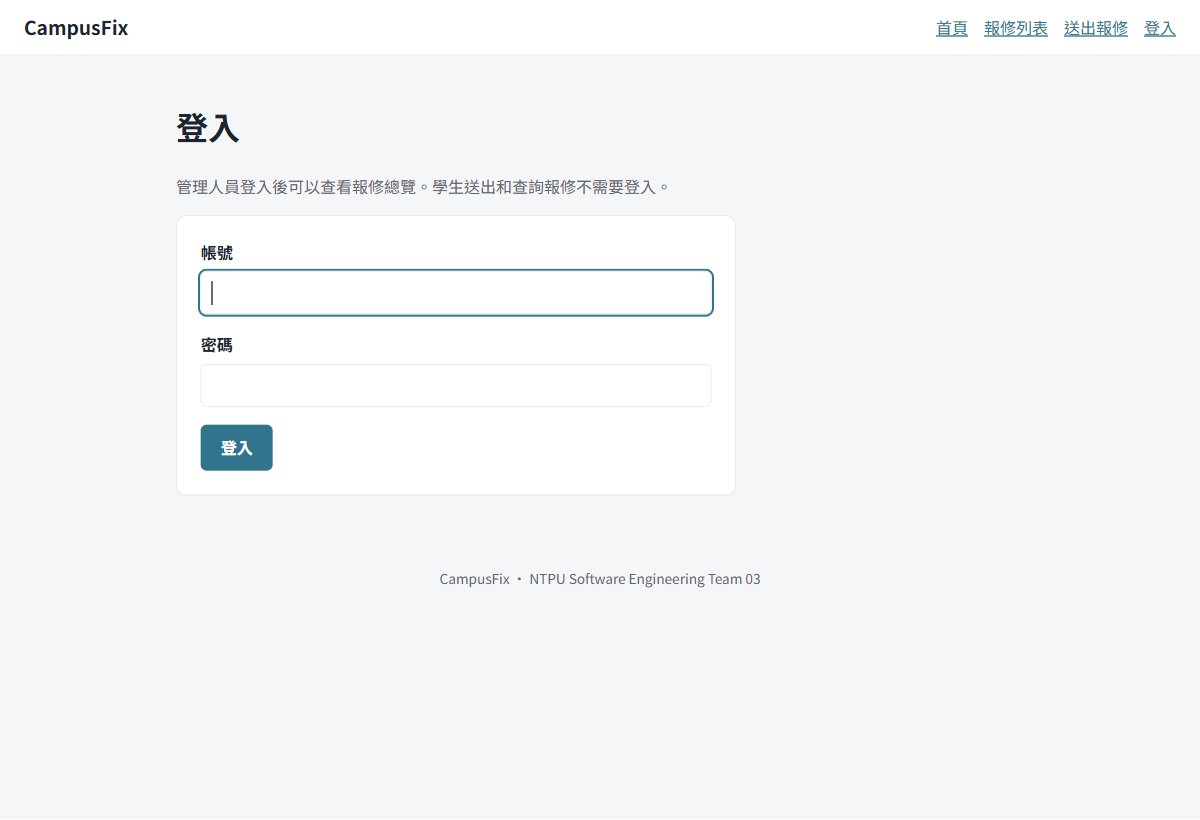 CampusFix
首頁 報修列表 送出報修 登入
登入
管理人員登入後可以查看報修總覽。學生送出和查詢報修不需要登入。
帳號
密碼
登入
CampusFix · NTPU Software Engineering Team 03